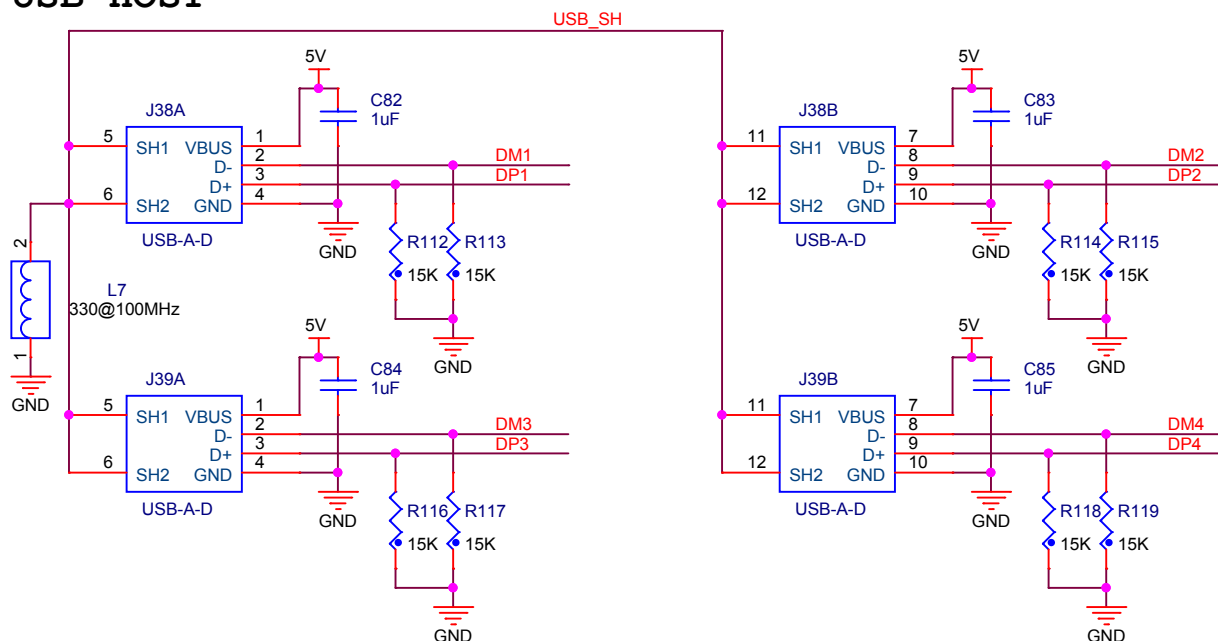 USB HOST
USB_SH
5V
C82
1uF
J38A
5 SH1 VBUS 1
D- 2 DM1
D+ 3 DP1
6 SH2 GND 4
USB-A-D
GND
R112
15K
R113
15K
GND
5V
C83
1uF
J38B
11 SH1 VBUS 7
D- 8 DM2
D+ 9 DP2
12 SH2 GND 10
USB-A-D
GND
R114
15K
R115
15K
GND
2
L7
330@100MHz
1
GND
5V
C84
1uF
J39A
5 SH1 VBUS 1
D- 2 DM3
D+ 3 DP3
6 SH2 GND 4
USB-A-D
GND
R116
15K
R117
15K
GND
5V
C85
1uF
J39B
11 SH1 VBUS 7
D- 8 DM4
D+ 9 DP4
12 SH2 GND 10
USB-A-D
GND
R118
15K
R119
15K
GND